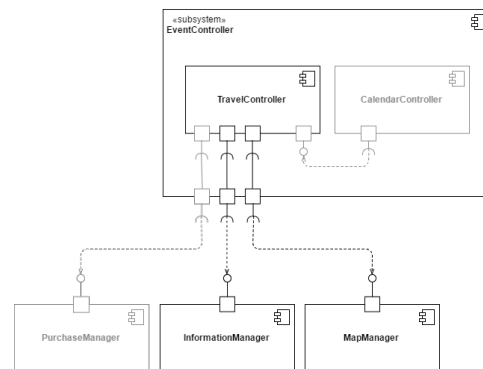 «subsystem»
EventController
TravelController
CalendarController
PurchaseManager
InformationManager
MapManager